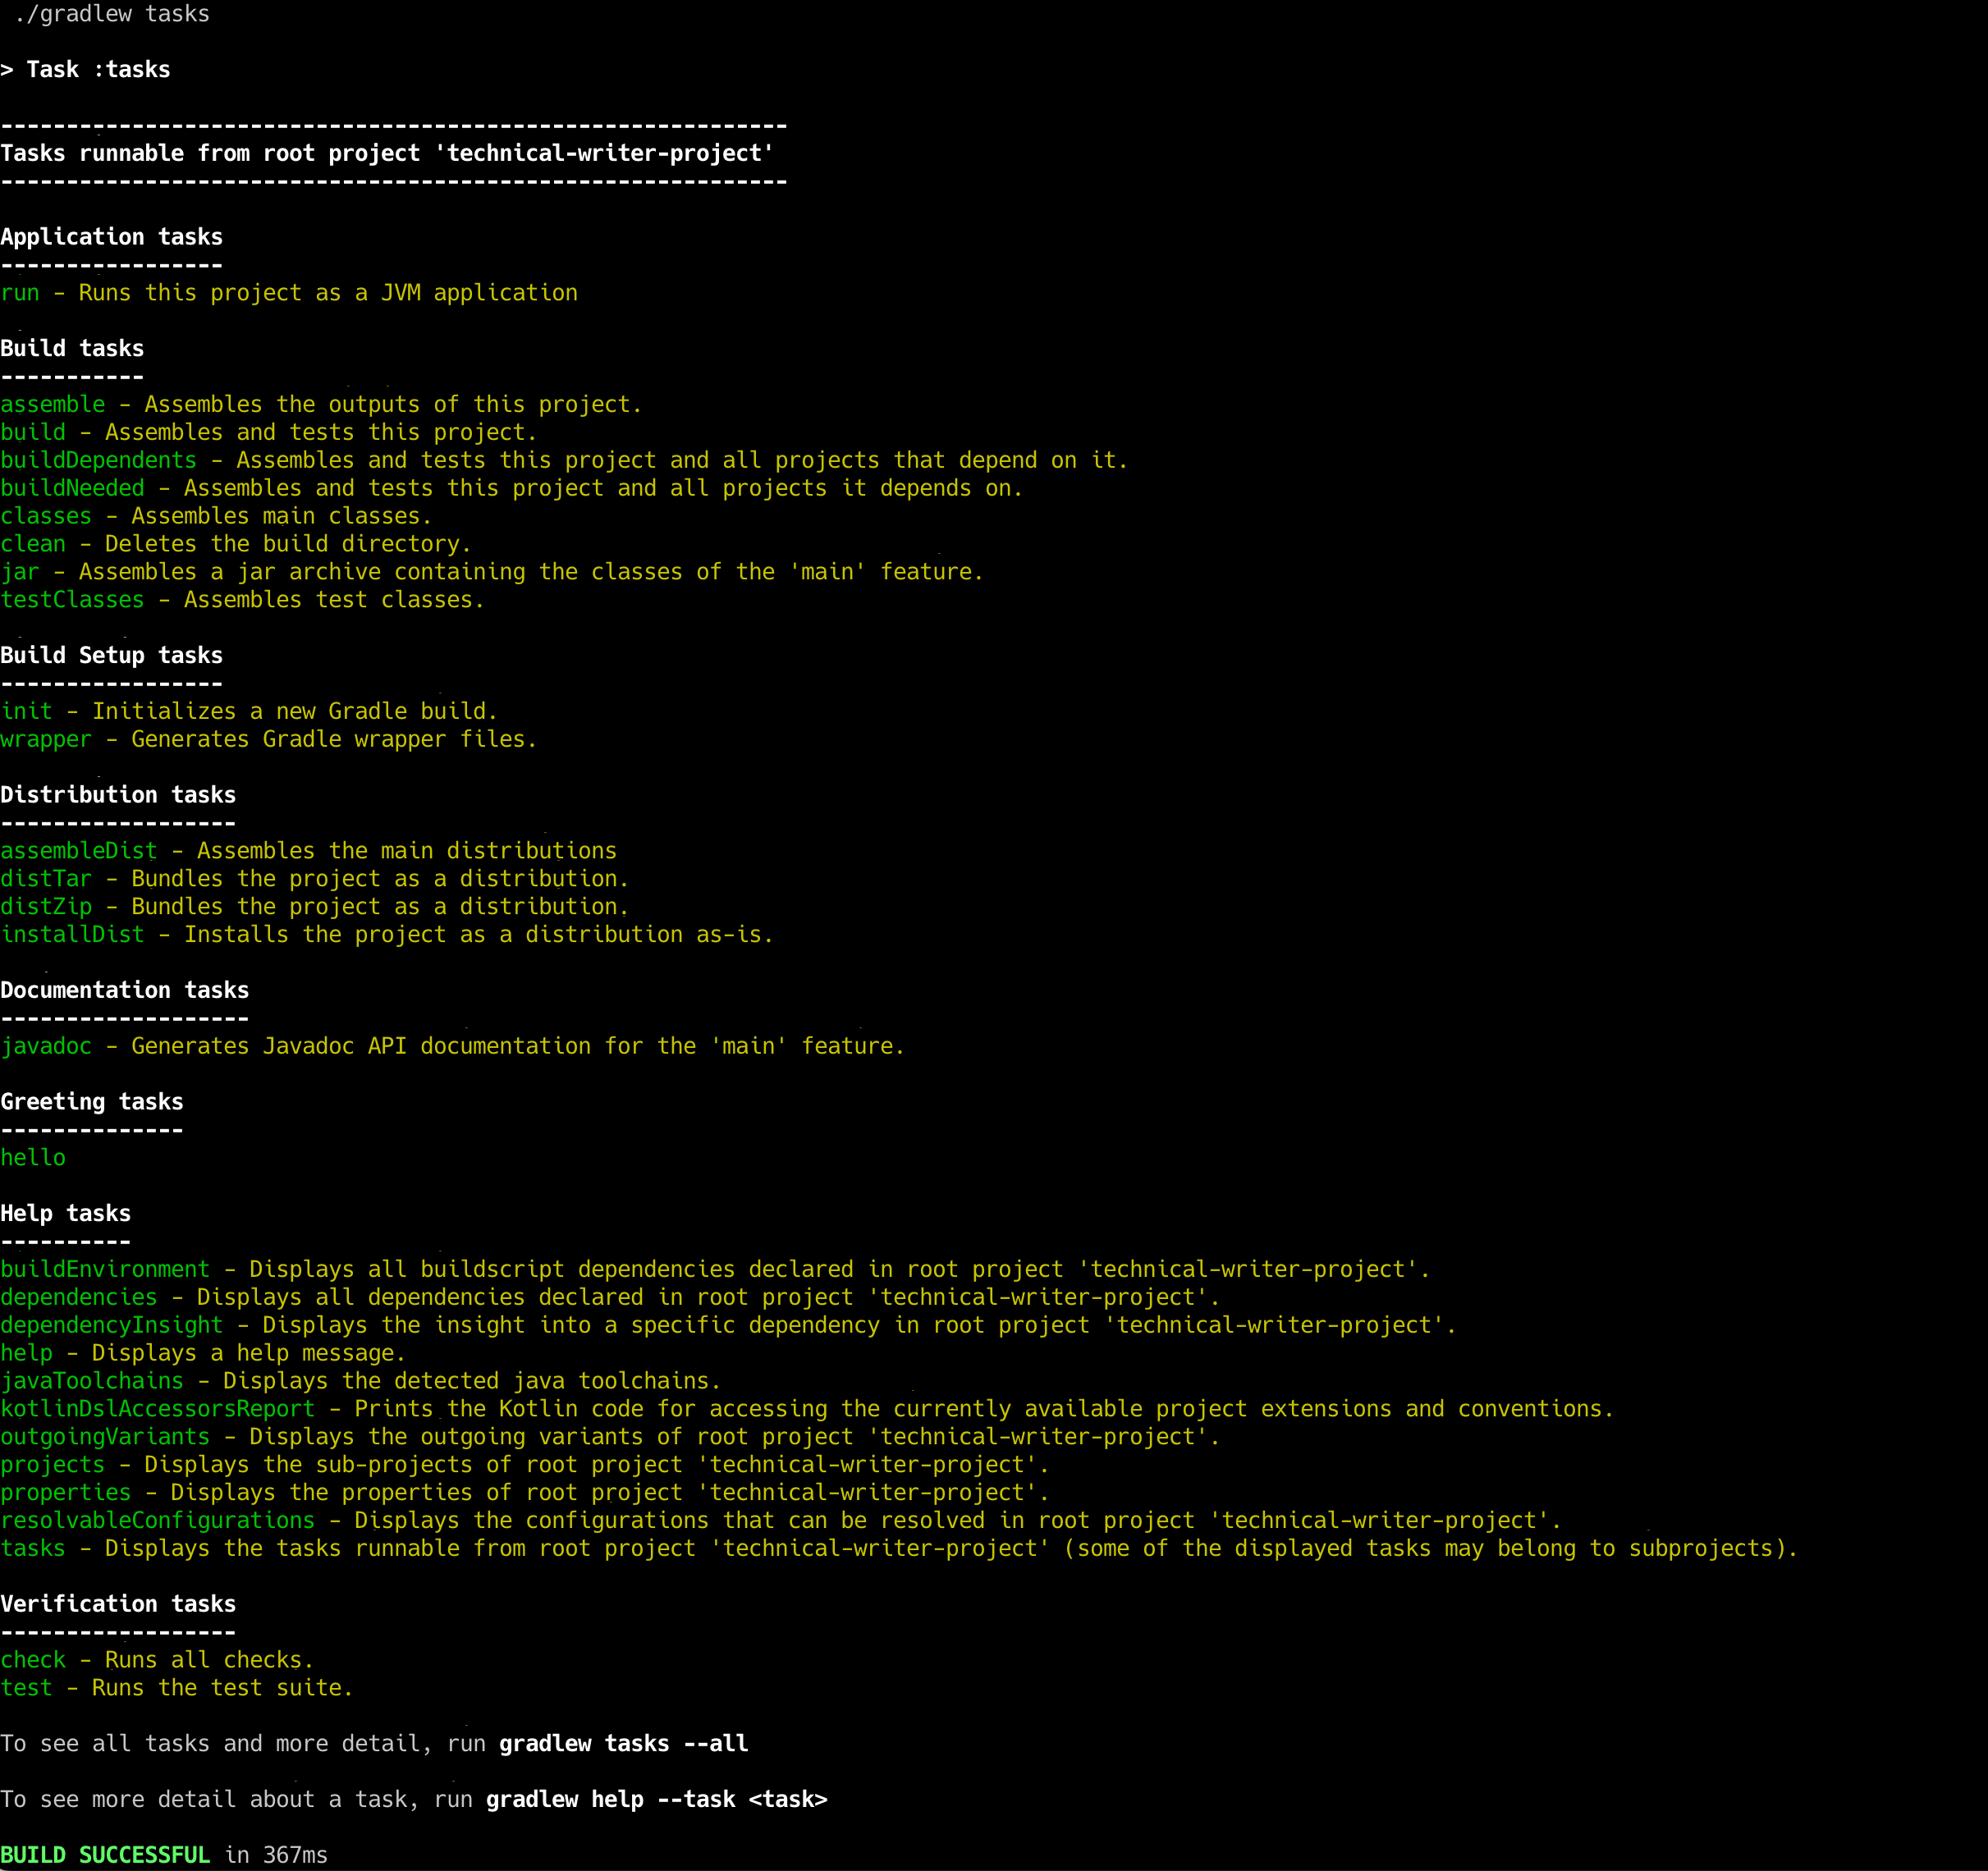 ./gradlew tasks
> Task :tasks
------------------------------------------------------------
Tasks runnable from root project 'technical-writer-project'
------------------------------------------------------------
Application tasks
-----------------
run - Runs this project as a JVM application
Build tasks
-----------
assemble - Assembles the outputs of this project.
build - Assembles and tests this project.
buildDependents - Assembles and tests this project and all projects that depend on it.
buildNeeded - Assembles and tests this project and all projects it depends on.
classes - Assembles main classes.
clean - Deletes the build directory.
jar - Assembles a jar archive containing the classes of the 'main' feature.
testClasses - Assembles test classes.
Build Setup tasks
-----------------
init - Initializes a new Gradle build.
wrapper - Generates Gradle wrapper files.
Distribution tasks
------------------
assembleDist - Assembles the main distributions
distTar - Bundles the project as a distribution.
distZip - Bundles the project as a distribution.
installDist - Installs the project as a distribution as-is.
Documentation tasks
-------------------
javadoc - Generates Javadoc API documentation for the 'main' feature.
Greeting tasks
--------------
hello
Help tasks
----------
buildEnvironment - Displays all buildscript dependencies declared in root project 'technical-writer-project'.
dependencies - Displays all dependencies declared in root project 'technical-writer-project'.
dependencyInsight - Displays the insight into a specific dependency in root project 'technical-writer-project'.
help - Displays a help message.
javaToolchains - Displays the detected java toolchains.
kotlinDslAccessorsReport - Prints the Kotlin code for accessing the currently available project extensions and conventions.
outgoingVariants - Displays the outgoing variants of root project 'technical-writer-project'.
projects - Displays the sub-projects of root project 'technical-writer-project'.
properties - Displays the properties of root project 'technical-writer-project'.
resolvableConfigurations - Displays the configurations that can be resolved in root project 'technical-writer-project'.
tasks - Displays the tasks runnable from root project 'technical-writer-project' (some of the displayed tasks may belong to subprojects).
Verification tasks
------------------
check - Runs all checks.
test - Runs the test suite.
To see all tasks and more detail, run gradlew tasks --all
To see more detail about a task, run gradlew help --task <task>
BUILD SUCCESSFUL in 367ms